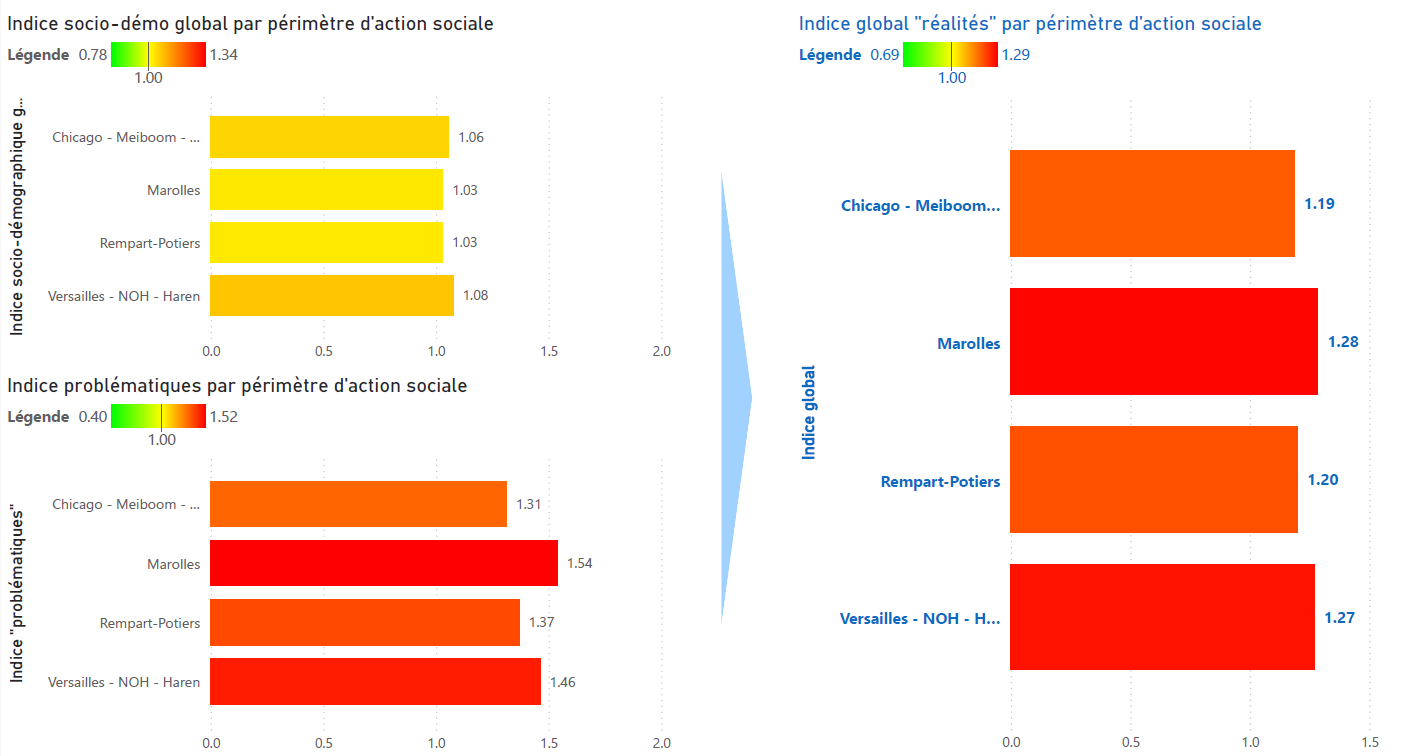 Indice socio-démo global par périmètre d'action sociale
Légende 0.78 1.34
1.00
Indice socio-démographique g...
Chicago - Meiboom - ... 1.06
Marolles 1.03
Rempart-Potiers 1.03
Versailles - NOH - Haren 1.08
0.0 0.5 1.0 1.5 2.0
Indice problématiques par périmètre d'action sociale
Légende 0.40 1.52
1.00
Indice "problématiques"
Chicago - Meiboom - ... 1.31
Marolles 1.54
Rempart-Potiers 1.37
Versailles - NOH - Haren 1.46
0.0 0.5 1.0 1.5 2.0
Indice global "réalités" par périmètre d'action sociale
Légende 0.69 1.29
1.00
Indice global
Chicago - Meiboom... 1.19
Marolles 1.28
Rempart-Potiers 1.20
Versailles - NOH - H... 1.27
0.0 0.5 1.0 1.5